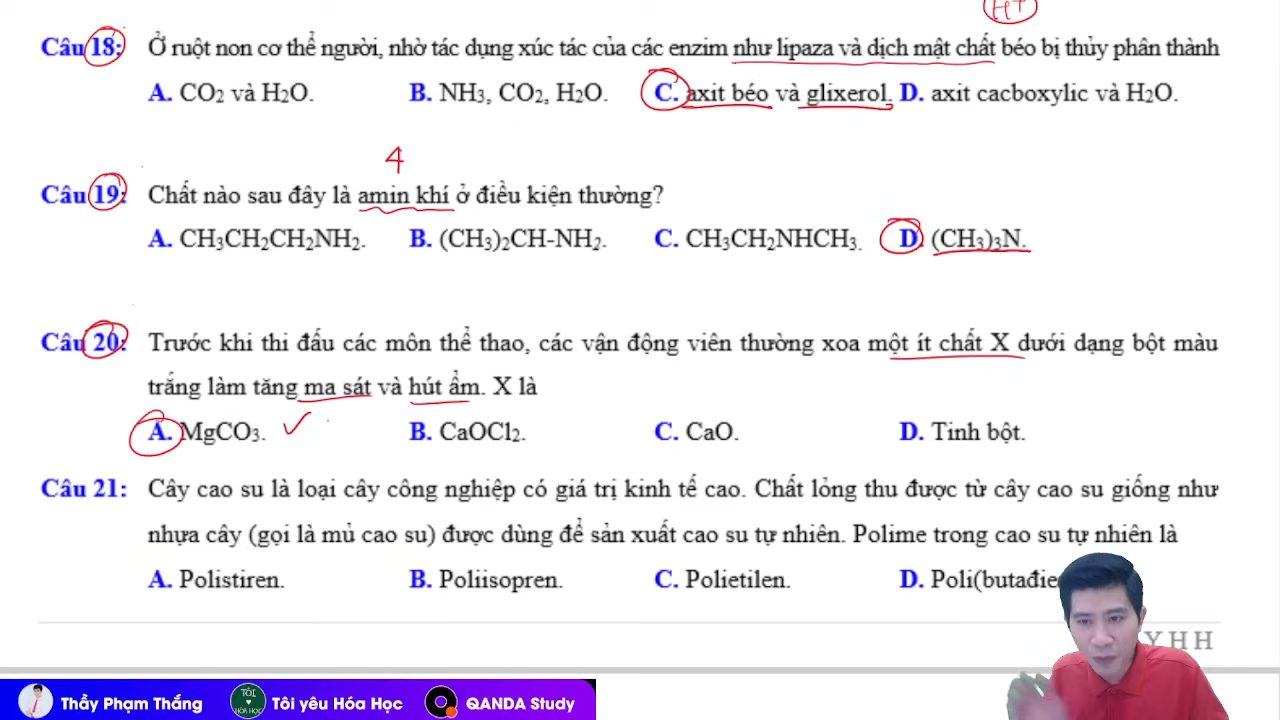 H+
Câu 18: Ở ruột non cơ thể người, nhờ tác dụng xúc tác của các enzim như lipaza và dịch mật chất béo bị thủy phân thành
A. CO2 và H2O. B. NH3, CO2, H2O. C. axit béo và glixerol. D. axit cacboxylic và H2O.
4
Câu 19: Chất nào sau đây là amin khí ở điều kiện thường?
A. CH3CH2CH2NH2. B. (CH3)2CH-NH2. C. CH3CH2NHCH3. D. (CH3)3N.
Câu 20: Trước khi thi đấu các môn thể thao, các vận động viên thường xoa một ít chất X dưới dạng bột màu
trắng làm tăng ma sát và hút ẩm. X là
A. MgCO3. B. CaOCl2. C. CaO. D. Tinh bột.
Câu 21: Cây cao su là loại cây công nghiệp có giá trị kinh tế cao. Chất lỏng thu được từ cây cao su giống như
nhựa cây (gọi là mủ cao su) được dùng để sản xuất cao su tự nhiên. Polime trong cao su tự nhiên là
A. Polistiren. B. Poliisopren. C. Polietilen. D. Poli(butađie
YHH
Thầy Phạm Thắng TÔI ♥ HÓA HỌC Tôi yêu Hóa Học QANDA Study